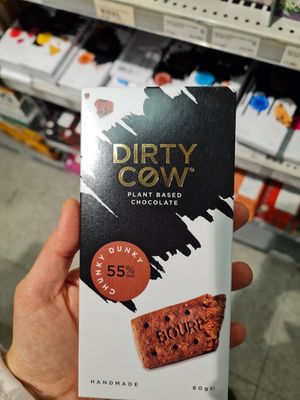 DIRTY
COW
PLANT BASED
CHOCOLATE
CHUNKY DUNKY
55%
BOURB
HANDMADE
80g e